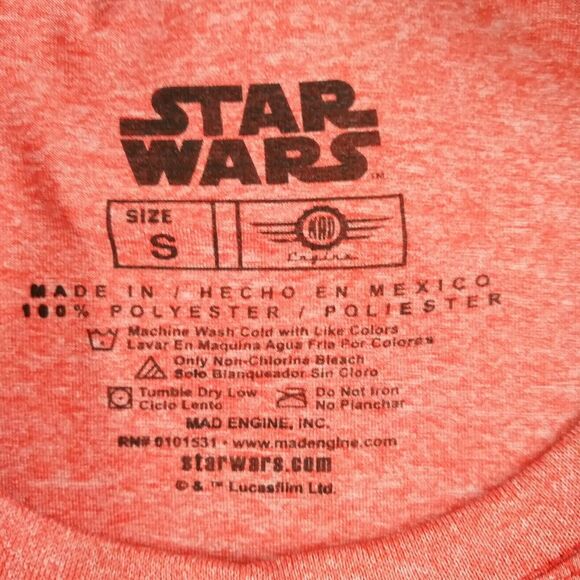 STAR
WARS™
SIZE
S
MAD
Engine
MADE IN / HECHO EN MEXICO
100% POLYESTER / POLIESTER
Machine Wash Cold with Like Colors
Lavar En Maquina Agua Fria Por Colores
Only Non-Chlorine Bleach
Solo Blanqueador Sin Cloro
Tumble Dry Low
Ciclo Lento
Do Not Iron
No Planchar
MAD ENGINE, INC.
RN# 0101531 • www.madengine.com
starwars.com
© & ™ Lucasfilm Ltd.